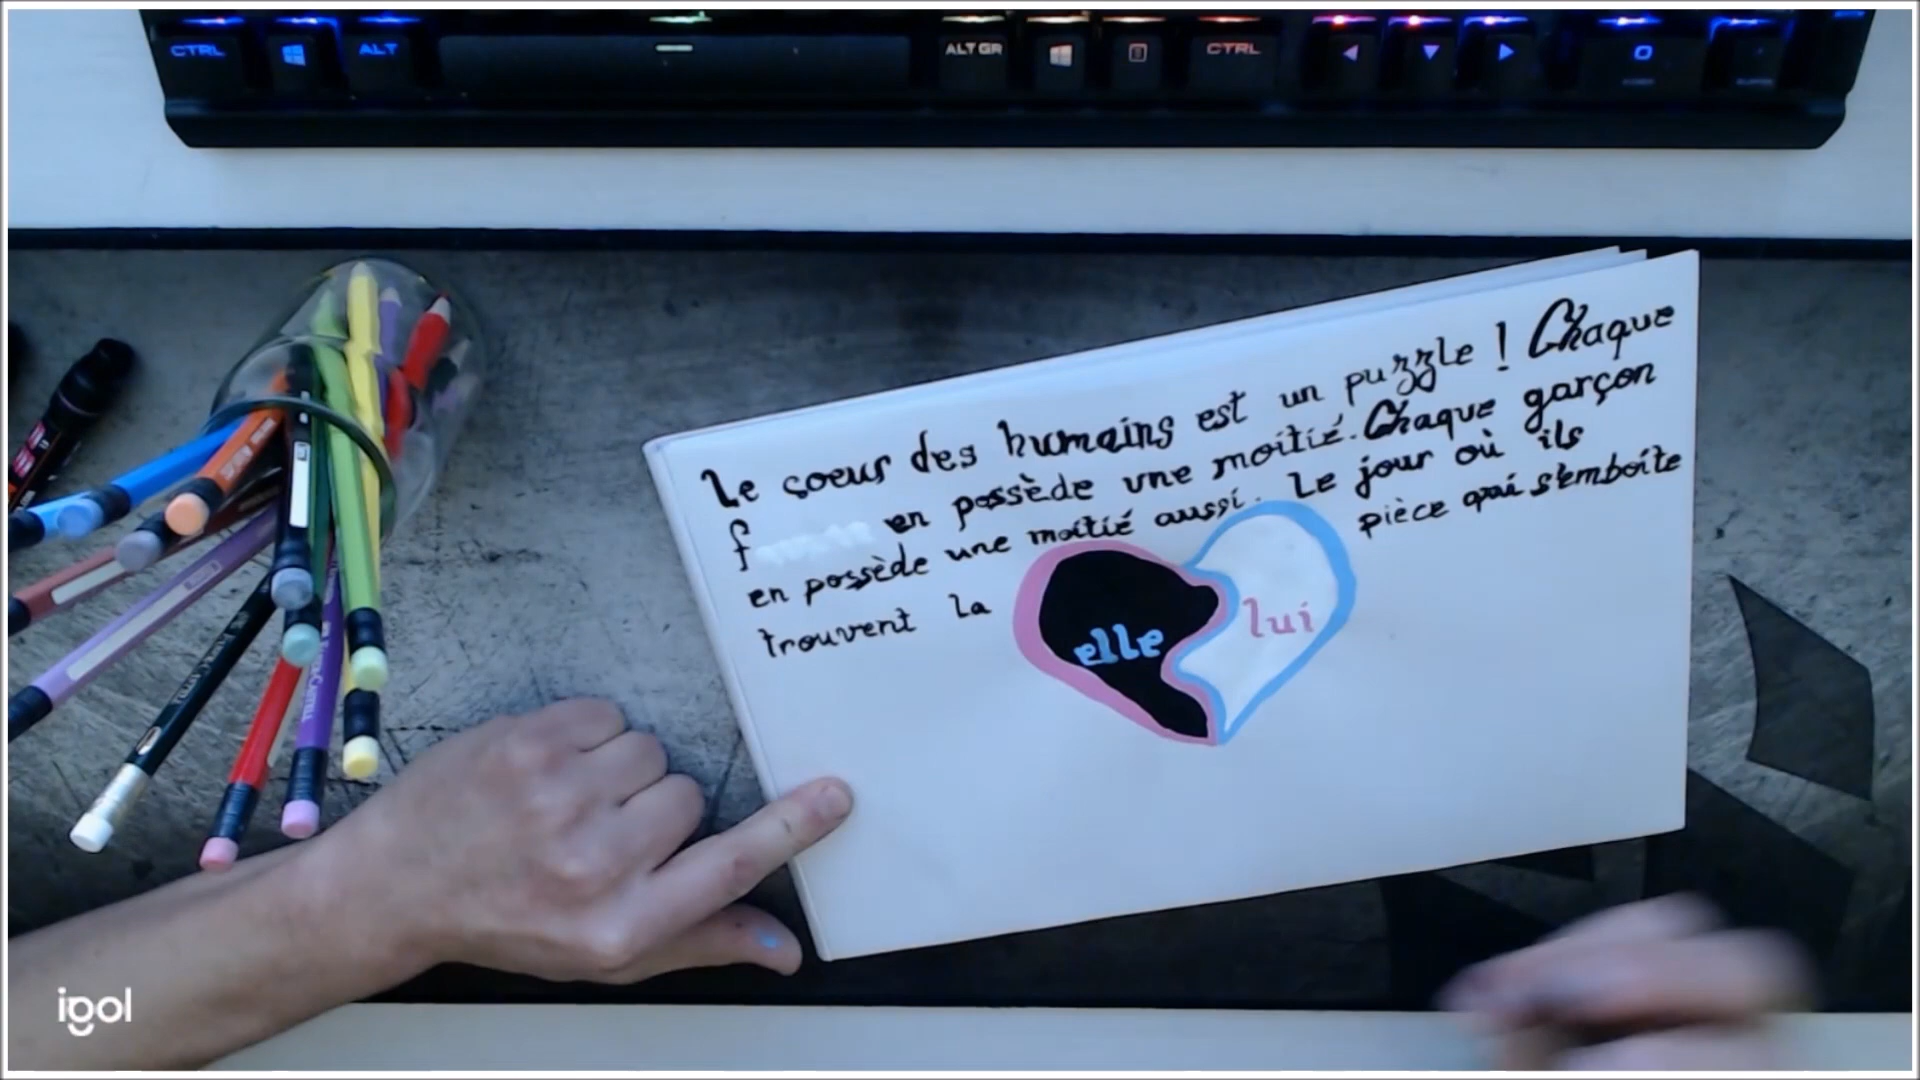 CTRL ALT ALT GR CTRL
Le coeur des humains est un puzzle ! Chaque
f en possède une moitié. Chaque garçon
en possède une moitié aussi. Le jour où ils
trouvent la pièce qui s'emboîte
elle lui
igol